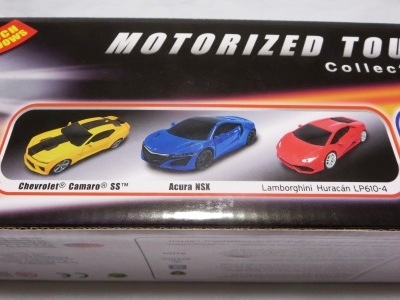 MOTORIZED TOU
Collect
Chevrolet® Camaro® SS™
Acura NSX
Lamborghini Huracán LP610-4